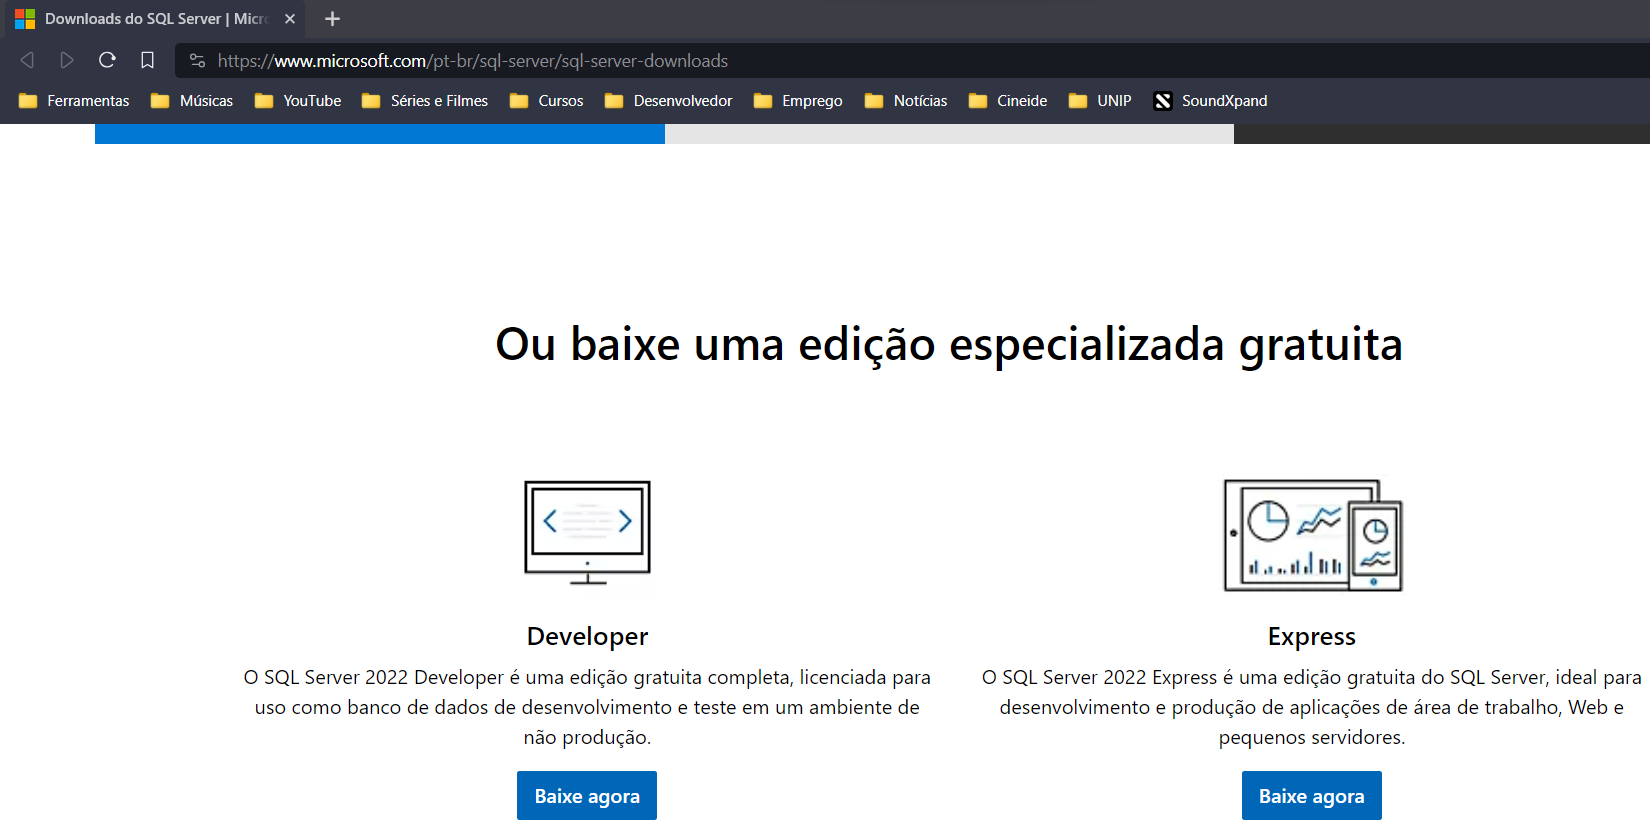 Downloads do SQL Server | Micro
https://www.microsoft.com/pt-br/sql-server/sql-server-downloads
Ferramentas Músicas YouTube Séries e Filmes Cursos Desenvolvedor Emprego Notícias Cineide UNIP SoundXpand
Ou baixe uma edição especializada gratuita
Developer
O SQL Server 2022 Developer é uma edição gratuita completa, licenciada para
uso como banco de dados de desenvolvimento e teste em um ambiente de
não produção.
Baixe agora
Express
O SQL Server 2022 Express é uma edição gratuita do SQL Server, ideal para
desenvolvimento e produção de aplicações de área de trabalho, Web e
pequenos servidores.
Baixe agora